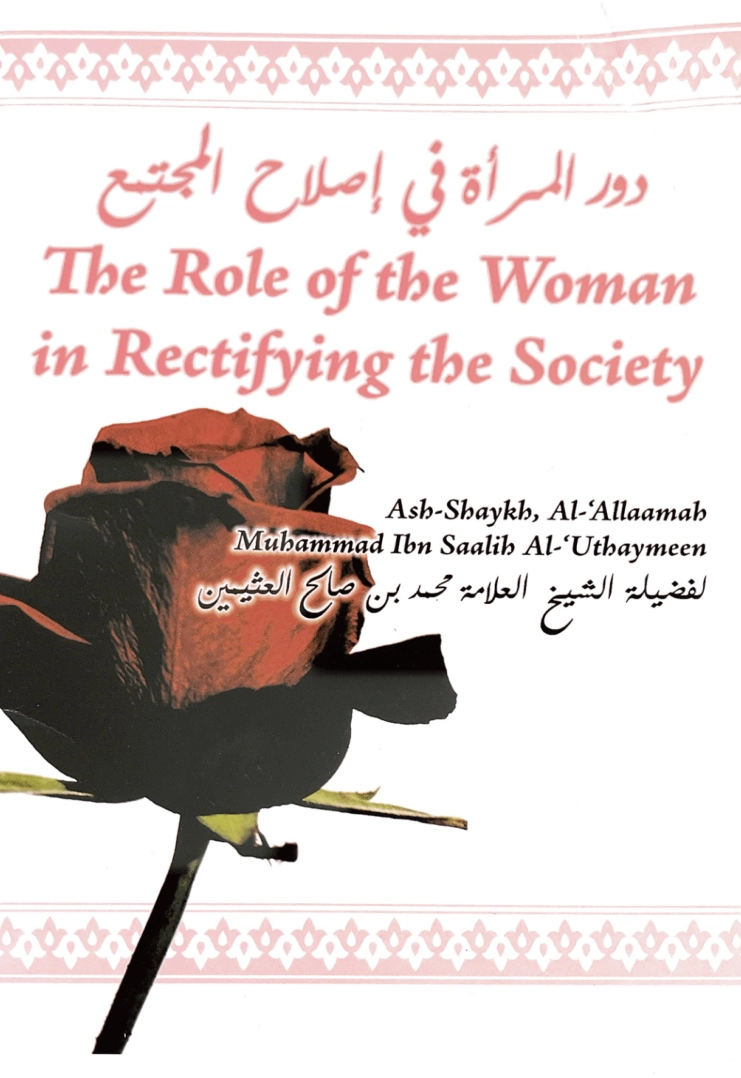 دور المرأة في إصلاح المجتمع
The Role of the Woman
in Rectifying the Society
Ash-Shaykh, Al-‘Allaamah
Muhammad Ibn Saalih Al-‘Uthaymeen
لفضيلة الشيخ العلامة محمد بن صالح العثيمين